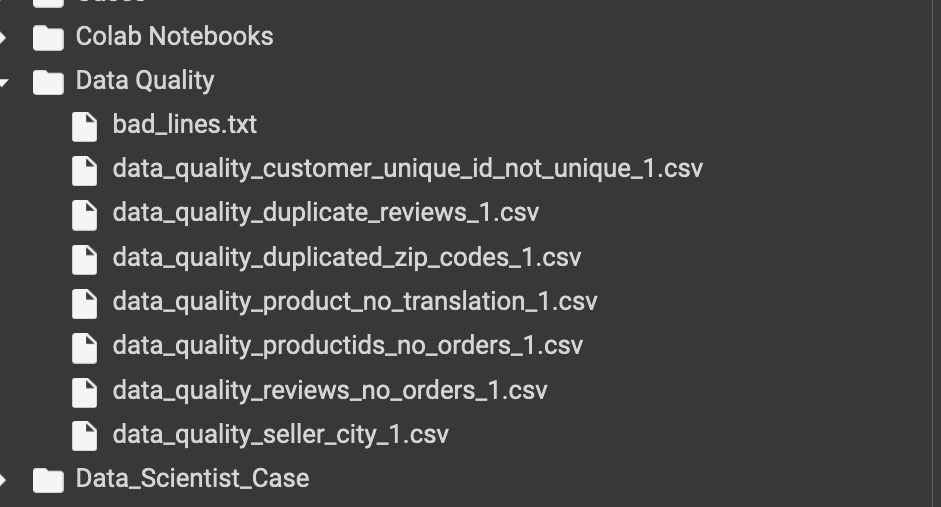 Colab Notebooks
Data Quality
bad_lines.txt
data_quality_customer_unique_id_not_unique_1.csv
data_quality_duplicate_reviews_1.csv
data_quality_duplicated_zip_codes_1.csv
data_quality_product_no_translation_1.csv
data_quality_productids_no_orders_1.csv
data_quality_reviews_no_orders_1.csv
data_quality_seller_city_1.csv
Data_Scientist_Case